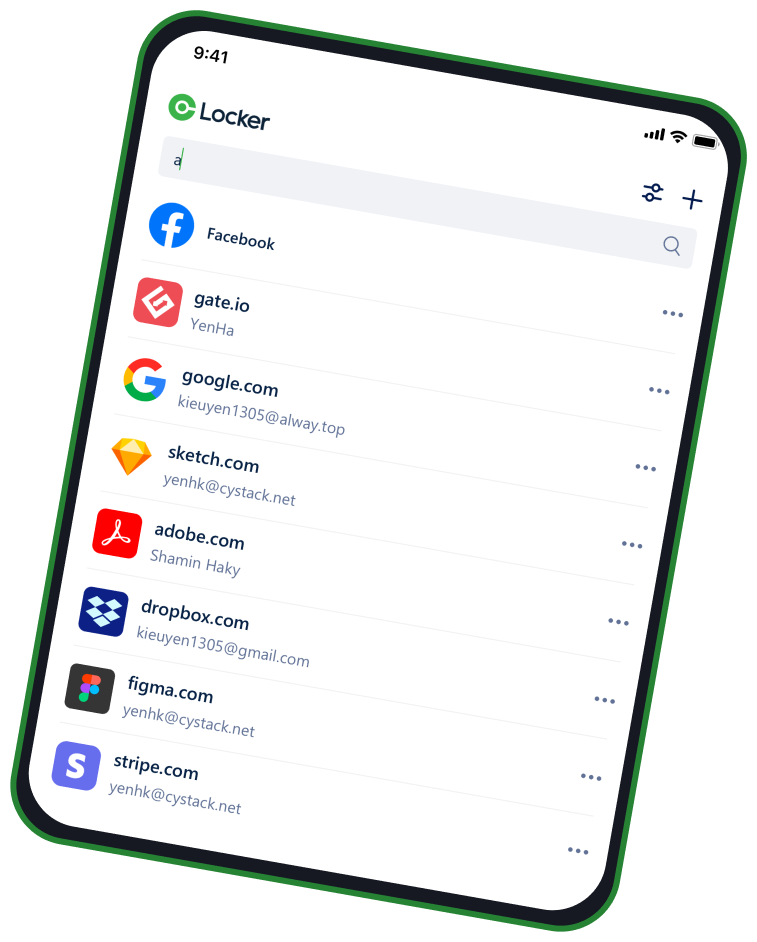 9:41
Locker
a
Facebook
gate.io
YenHa
google.com
kieuyen1305@alway.top
sketch.com
yenhk@cystack.net
adobe.com
Shamin Haky
dropbox.com
kieuyen1305@gmail.com
figma.com
yenhk@cystack.net
stripe.com
yenhk@cystack.net